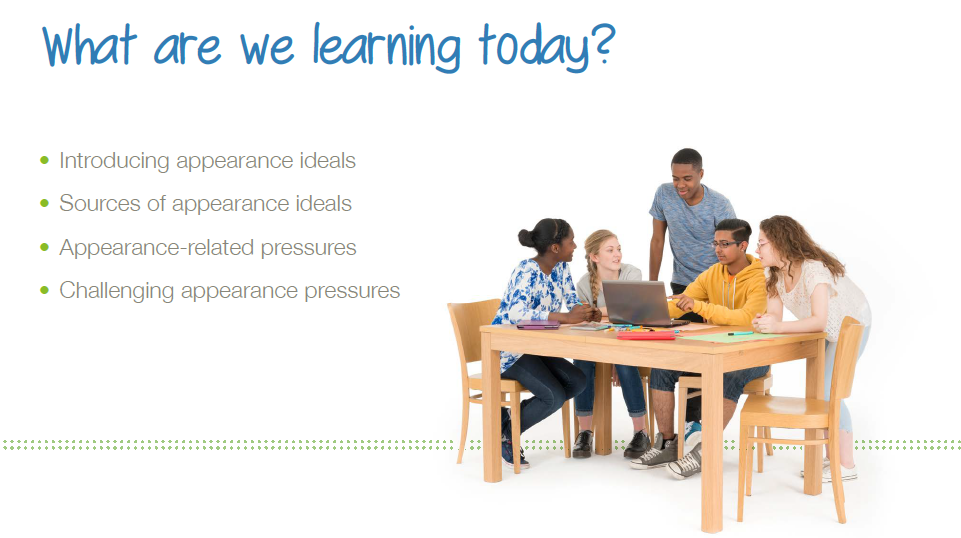 What are we learning today?
• Introducing appearance ideals
• Sources of appearance ideals
• Appearance-related pressures
• Challenging appearance pressures